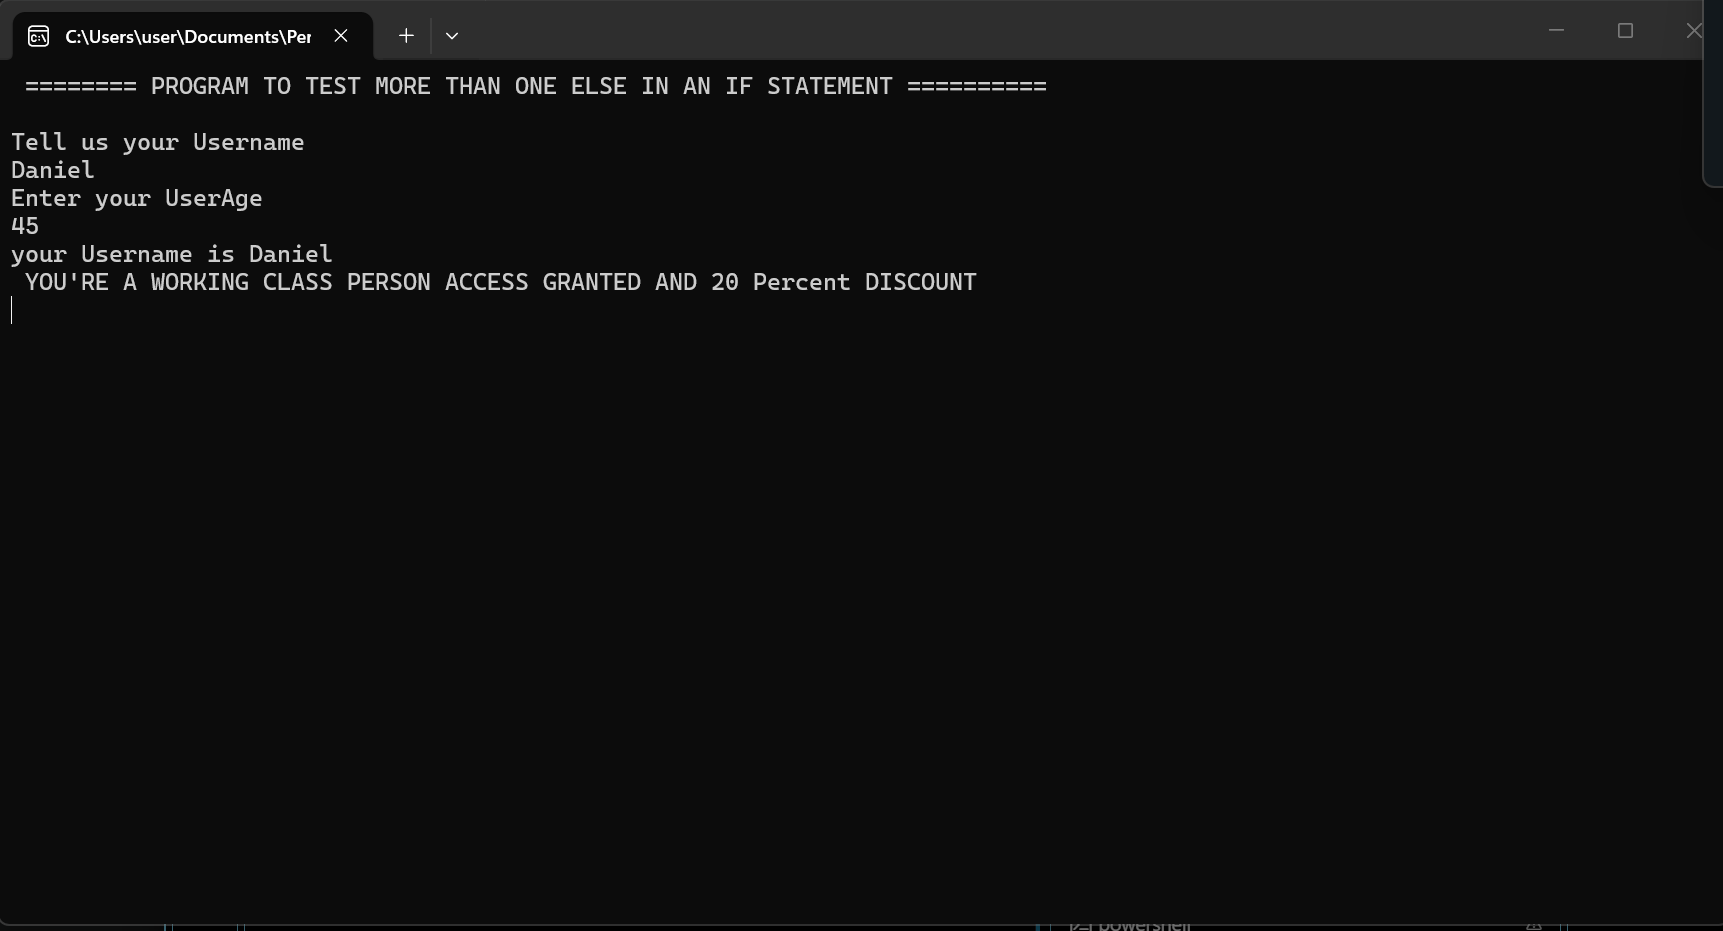 C:\Users\user\Documents\Per
======== PROGRAM TO TEST MORE THAN ONE ELSE IN AN IF STATEMENT ==========
Tell us your Username
Daniel
Enter your UserAge
45
your Username is Daniel
YOU'RE A WORKING CLASS PERSON ACCESS GRANTED AND 20 Percent DISCOUNT
powershell